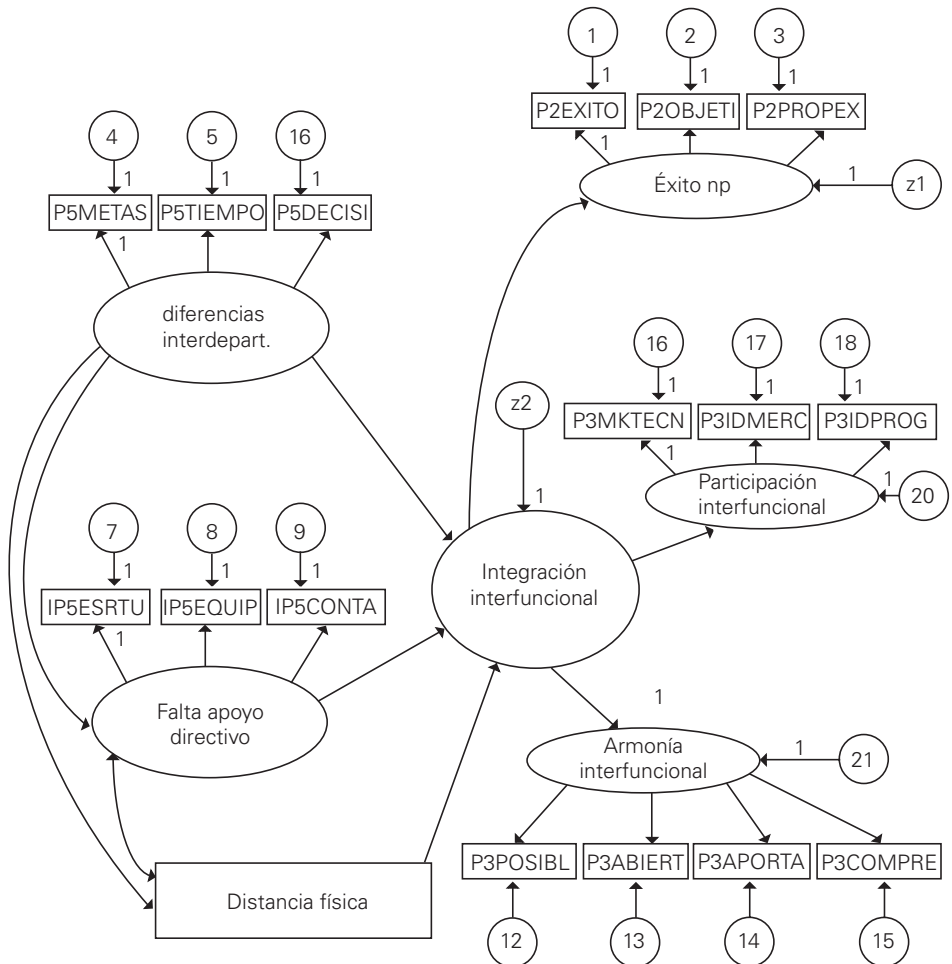 1
2
3
1
1
1
P2EXITO
P2OBJETI
P2PROPEX
1
Éxito np
1
z1
4
5
16
1
1
1
P5METAS
P5TIEMPO
P5DECISI
1
diferencias
interdepart.
16
17
18
1
1
1
P3MKTECN
P3IDMERC
P3IDPROG
1
Participación
interfuncional
1
20
z2
1
Integración
interfuncional
7
8
9
1
1
1
IP5ESRTU
IP5EQUIP
IP5CONTA
1
Falta apoyo
directivo
1
Armonía
interfuncional
1
21
P3POSIBL
P3ABIERT
P3APORTA
P3COMPRE
12
13
14
15
Distancia física